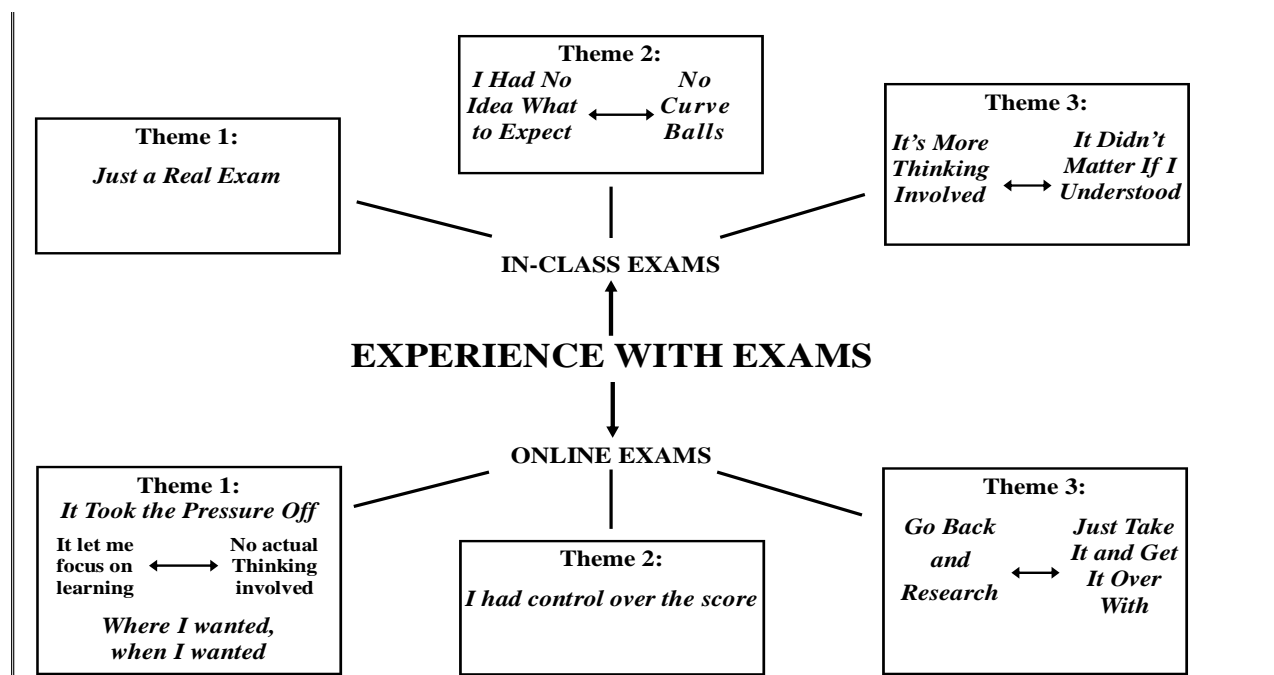 Theme 1:
Just a Real Exam
Theme 2:
I Had No
Idea What
to Expect
No
Curve
Balls
Theme 3:
It's More
Thinking
Involved
It Didn't
Matter If I
Understood
IN-CLASS EXAMS
EXPERIENCE WITH EXAMS
ONLINE EXAMS
Theme 1:
It Took the Pressure Off
It let me
focus on
learning
No actual
Thinking
involved
Where I wanted,
when I wanted
Theme 2:
I had control over the score
Theme 3:
Go Back
and
Research
Just Take
It and Get
It Over
With